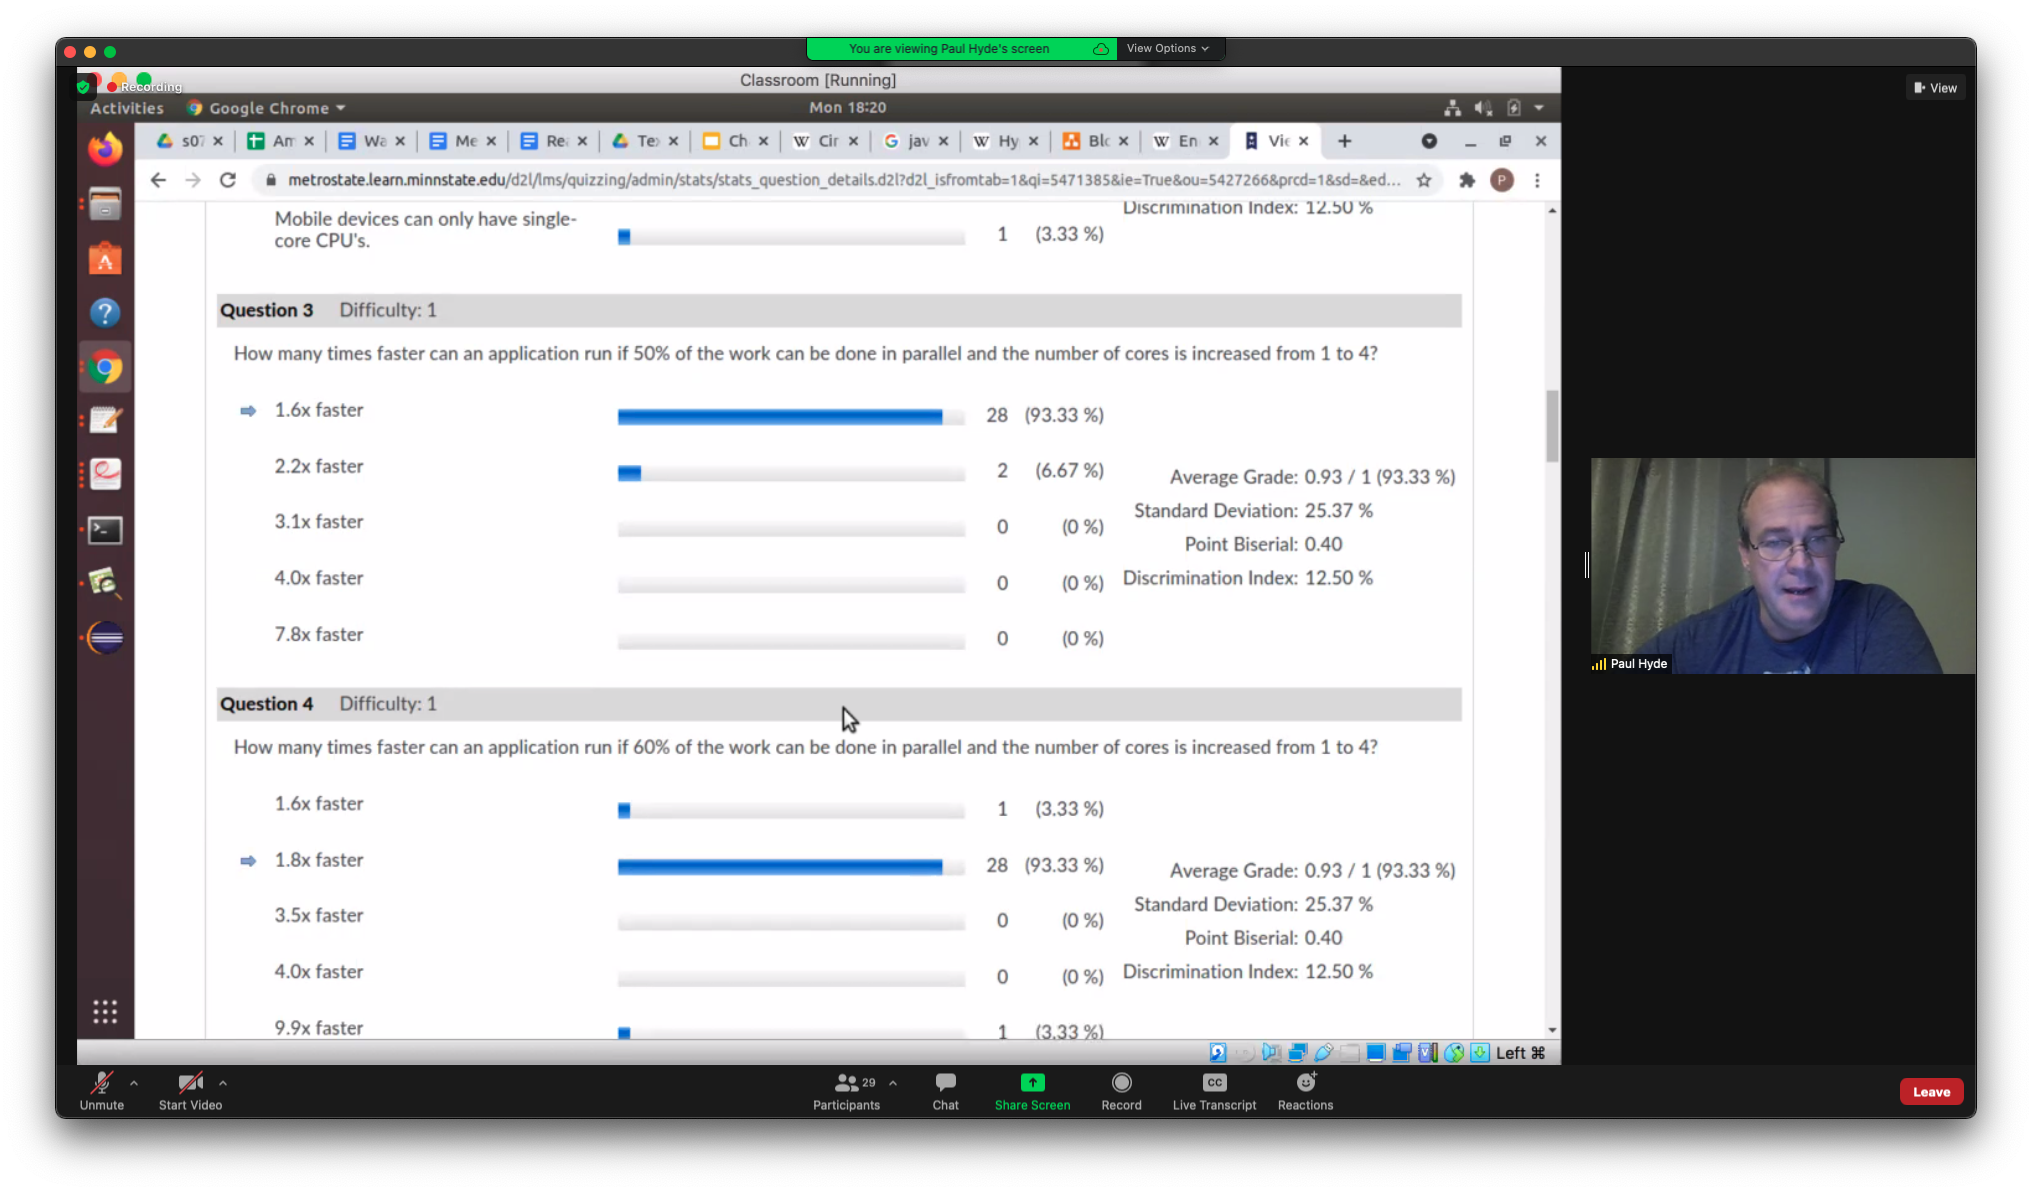 You are viewing Paul Hyde's screen
View Options
Classroom [Running]
Recording
View
Activities
Google Chrome
Mon 18:20
s07
Am
Wa
Me
Rea
Tex
Ch
Cir
jav
Hy
Blo
En
Vie
metrostate.learn.minnstate.edu/d2l/lms/quizzing/admin/stats/stats_question_details.d2l?d2l_isfromtab=1&qi=5471385&ie=True&ou=5427266&prcd=1&sd=&ed...
P
Mobile devices can only have single-
core CPU's.
1 (3.33 %)
Discrimination Index: 12.50 %
Question 3 Difficulty: 1
How many times faster can an application run if 50% of the work can be done in parallel and the number of cores is increased from 1 to 4?
1.6x faster 28 (93.33 %)
2.2x faster 2 (6.67 %)
3.1x faster 0 (0 %)
4.0x faster 0 (0 %)
7.8x faster 0 (0 %)
Average Grade: 0.93 / 1 (93.33 %)
Standard Deviation: 25.37 %
Point Biserial: 0.40
Discrimination Index: 12.50 %
Question 4 Difficulty: 1
How many times faster can an application run if 60% of the work can be done in parallel and the number of cores is increased from 1 to 4?
1.6x faster 1 (3.33 %)
1.8x faster 28 (93.33 %)
3.5x faster 0 (0 %)
4.0x faster 0 (0 %)
9.9x faster 1 (3.33 %)
Average Grade: 0.93 / 1 (93.33 %)
Standard Deviation: 25.37 %
Point Biserial: 0.40
Discrimination Index: 12.50 %
Paul Hyde
Left ⌘
Unmute
Start Video
29
Participants
Chat
Share Screen
Record
CC
Live Transcript
Reactions
Leave